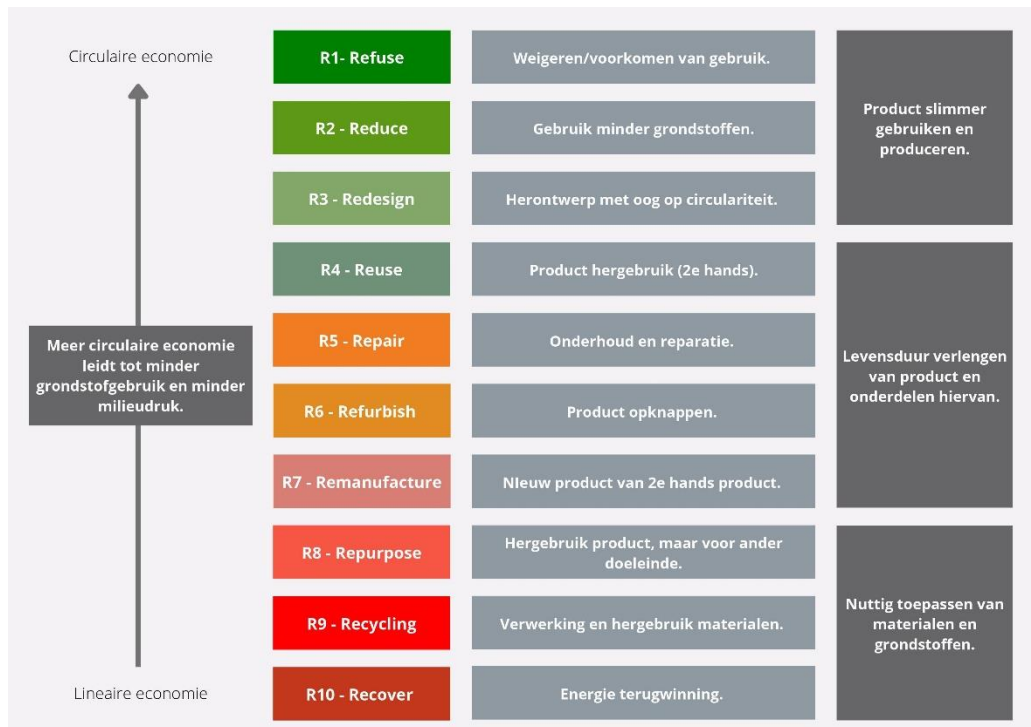 Circulaire economie
R1- Refuse
Weigeren/voorkomen van gebruik.
Product slimmer
gebruiken en
produceren.
R2 - Reduce
Gebruik minder grondstoffen.
R3 - Redesign
Herontwerp met oog op circulariteit.
R4 - Reuse
Product hergebruik (2e hands).
Meer circulaire economie
leidt tot minder
grondstofgebruik en minder
milieudruk.
R5 - Repair
Onderhoud en reparatie.
Levensduur verlengen
van product en
onderdelen hiervan.
R6 - Refurbish
Product opknappen.
R7 - Remanufacture
NIeuw product van 2e hands product.
R8 - Repurpose
Hergebruik product, maar voor ander
doeleinde.
Nuttig toepassen van
materialen en
grondstoffen.
R9 - Recycling
Verwerking en hergebruik materialen.
Lineaire economie
R10 - Recover
Energie terugwinning.